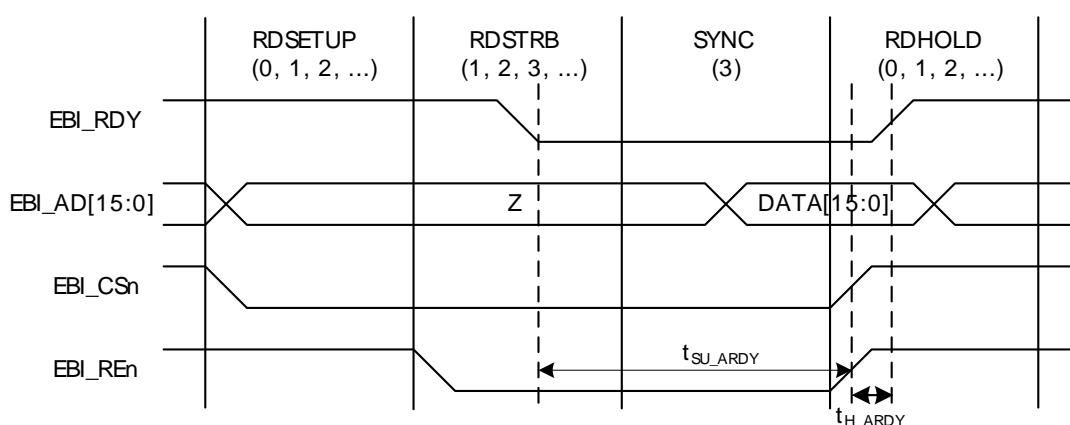 RDSETUP
(0, 1, 2, ...)
RDSTRB
(1, 2, 3, ...)
SYNC
(3)
RDHOLD
(0, 1, 2, ...)
EBI_RDY
EBI_AD[15:0]
Z
DATA[15:0]
EBI_CSn
EBI_REn
tSU_ARDY
tH_ARDY